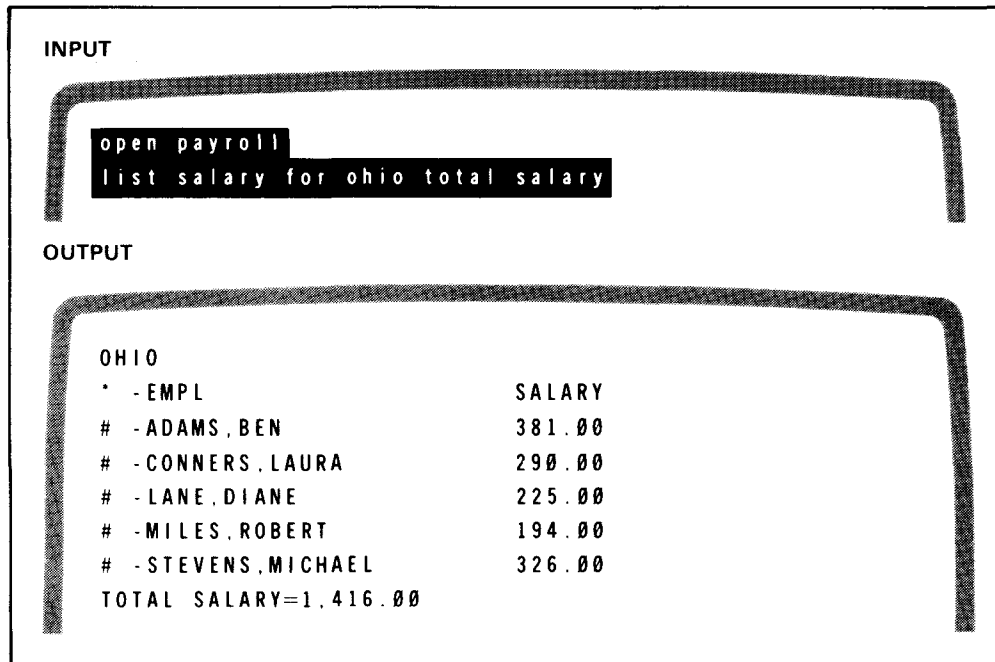 INPUT
open payroll
list salary for ohio total salary
OUTPUT
OHIO
* -EMPL SALARY
# -ADAMS,BEN 381.00
# -CONNERS,LAURA 290.00
# -LANE,DIANE 225.00
# -MILES,ROBERT 194.00
# -STEVENS,MICHAEL 326.00
TOTAL SALARY=1,416.00